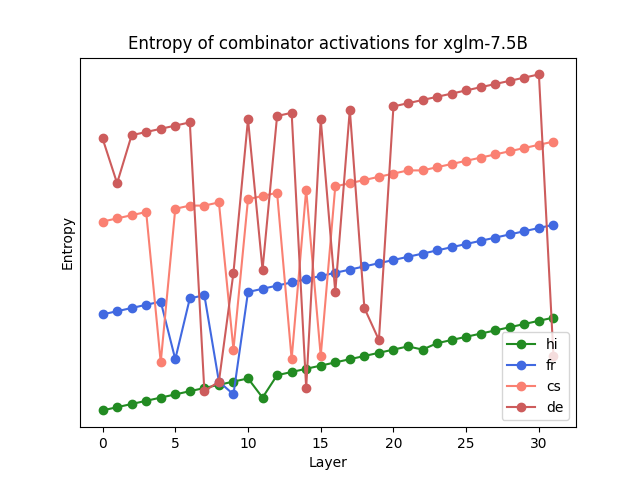 Entropy of combinator activations for xglm-7.5B
Entropy
0 5 10 15 20 25 30
Layer
hi
fr
cs
de